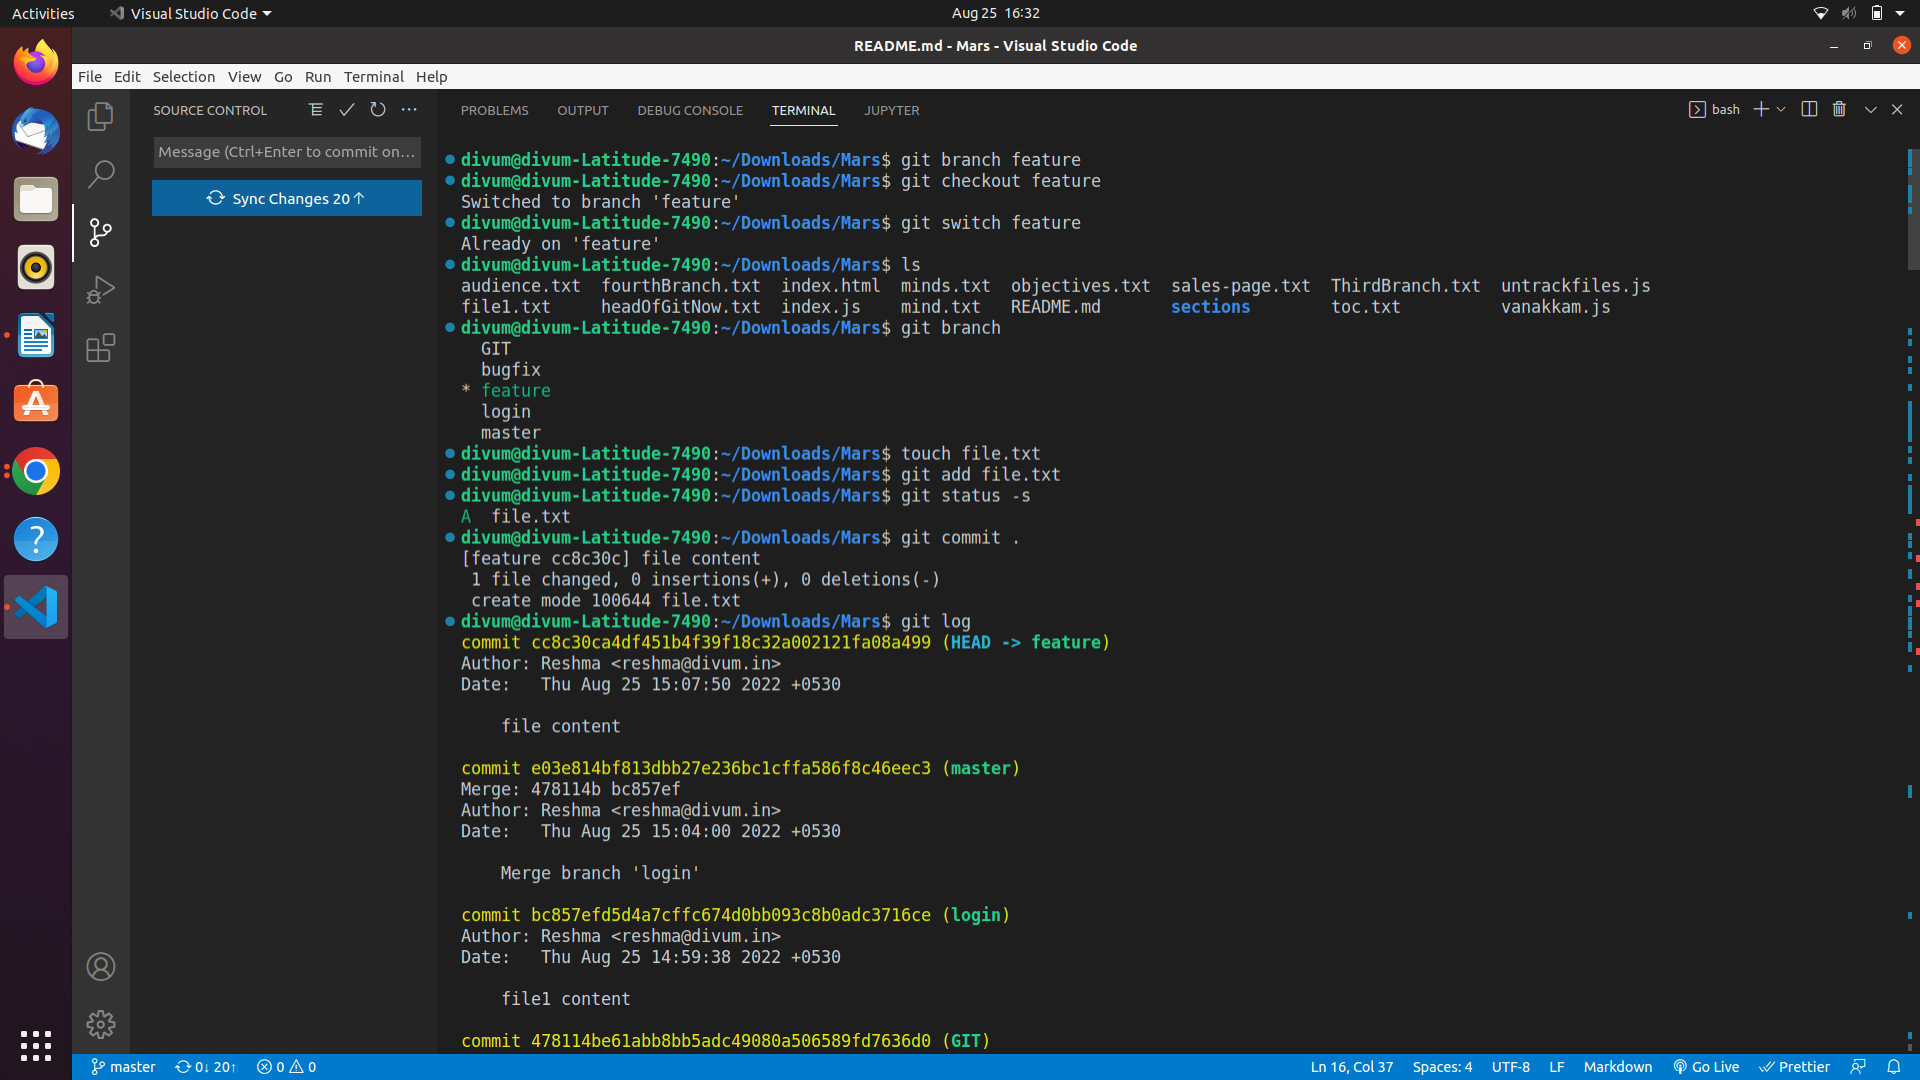 Activities Visual Studio Code Aug 25 16:32
README.md - Mars - Visual Studio Code
File Edit Selection View Go Run Terminal Help
SOURCE CONTROL
Message (Ctrl+Enter to commit on...
Sync Changes 20↑
PROBLEMS OUTPUT DEBUG CONSOLE TERMINAL JUPYTER bash
divum@divum-Latitude-7490:~/Downloads/Mars$ git branch feature
divum@divum-Latitude-7490:~/Downloads/Mars$ git checkout feature
Switched to branch 'feature'
divum@divum-Latitude-7490:~/Downloads/Mars$ git switch feature
Already on 'feature'
divum@divum-Latitude-7490:~/Downloads/Mars$ ls
audience.txt fourthBranch.txt index.html minds.txt objectives.txt sales-page.txt ThirdBranch.txt untrackfiles.js
file1.txt headOfGitNow.txt index.js mind.txt README.md sections toc.txt vanakkam.js
divum@divum-Latitude-7490:~/Downloads/Mars$ git branch
GIT
bugfix
* feature
login
master
divum@divum-Latitude-7490:~/Downloads/Mars$ touch file.txt
divum@divum-Latitude-7490:~/Downloads/Mars$ git add file.txt
divum@divum-Latitude-7490:~/Downloads/Mars$ git status -s
A file.txt
divum@divum-Latitude-7490:~/Downloads/Mars$ git commit .
[feature cc8c30c] file content
1 file changed, 0 insertions(+), 0 deletions(-)
create mode 100644 file.txt
divum@divum-Latitude-7490:~/Downloads/Mars$ git log
commit cc8c30ca4df451b4f39f18c32a002121fa08a499 (HEAD -> feature)
Author: Reshma <reshma@divum.in>
Date: Thu Aug 25 15:07:50 2022 +0530
file content
commit e03e814bf813dbb27e236bc1cffa586f8c46eec3 (master)
Merge: 478114b bc857ef
Author: Reshma <reshma@divum.in>
Date: Thu Aug 25 15:04:00 2022 +0530
Merge branch 'login'
commit bc857efd5d4a7cffc674d0bb093c8b0adc3716ce (login)
Author: Reshma <reshma@divum.in>
Date: Thu Aug 25 14:59:38 2022 +0530
file1 content
commit 478114be61abb8bb5adc49080a506589fd7636d0 (GIT)
master 0↓ 20↑ 0 0 Ln 16, Col 37 Spaces: 4 UTF-8 LF Markdown Go Live Prettier